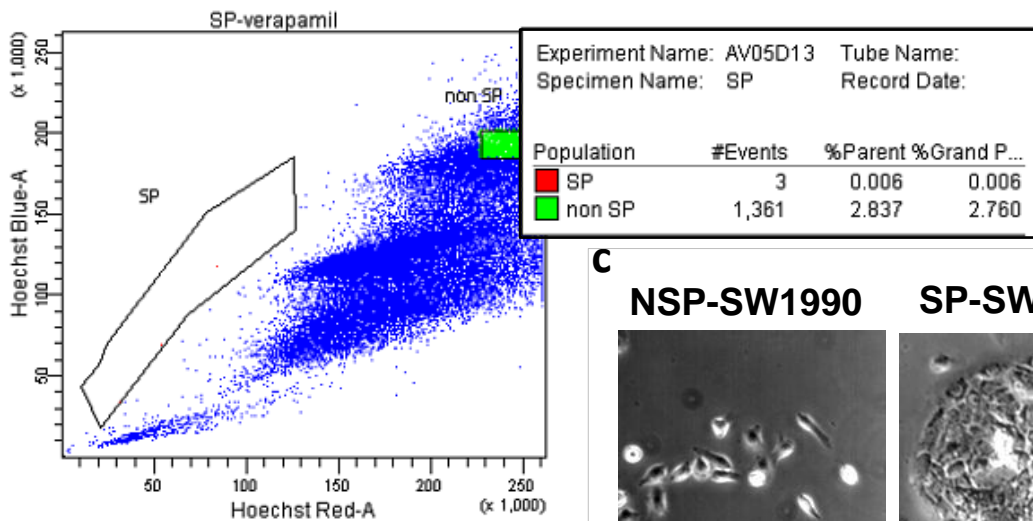 SP-verapamil
(x 1,000)
250
200
150
100
50
Hoechst Blue-A
SP
non SP
50
100
150
200
250
Hoechst Red-A
(x 1,000)
Experiment Name: AV05D13 Tube Name:
Specimen Name: SP Record Date:
Population #Events %Parent %Grand P...
SP 3 0.006 0.006
non SP 1,361 2.837 2.760
c
NSP-SW1990 SP-SW